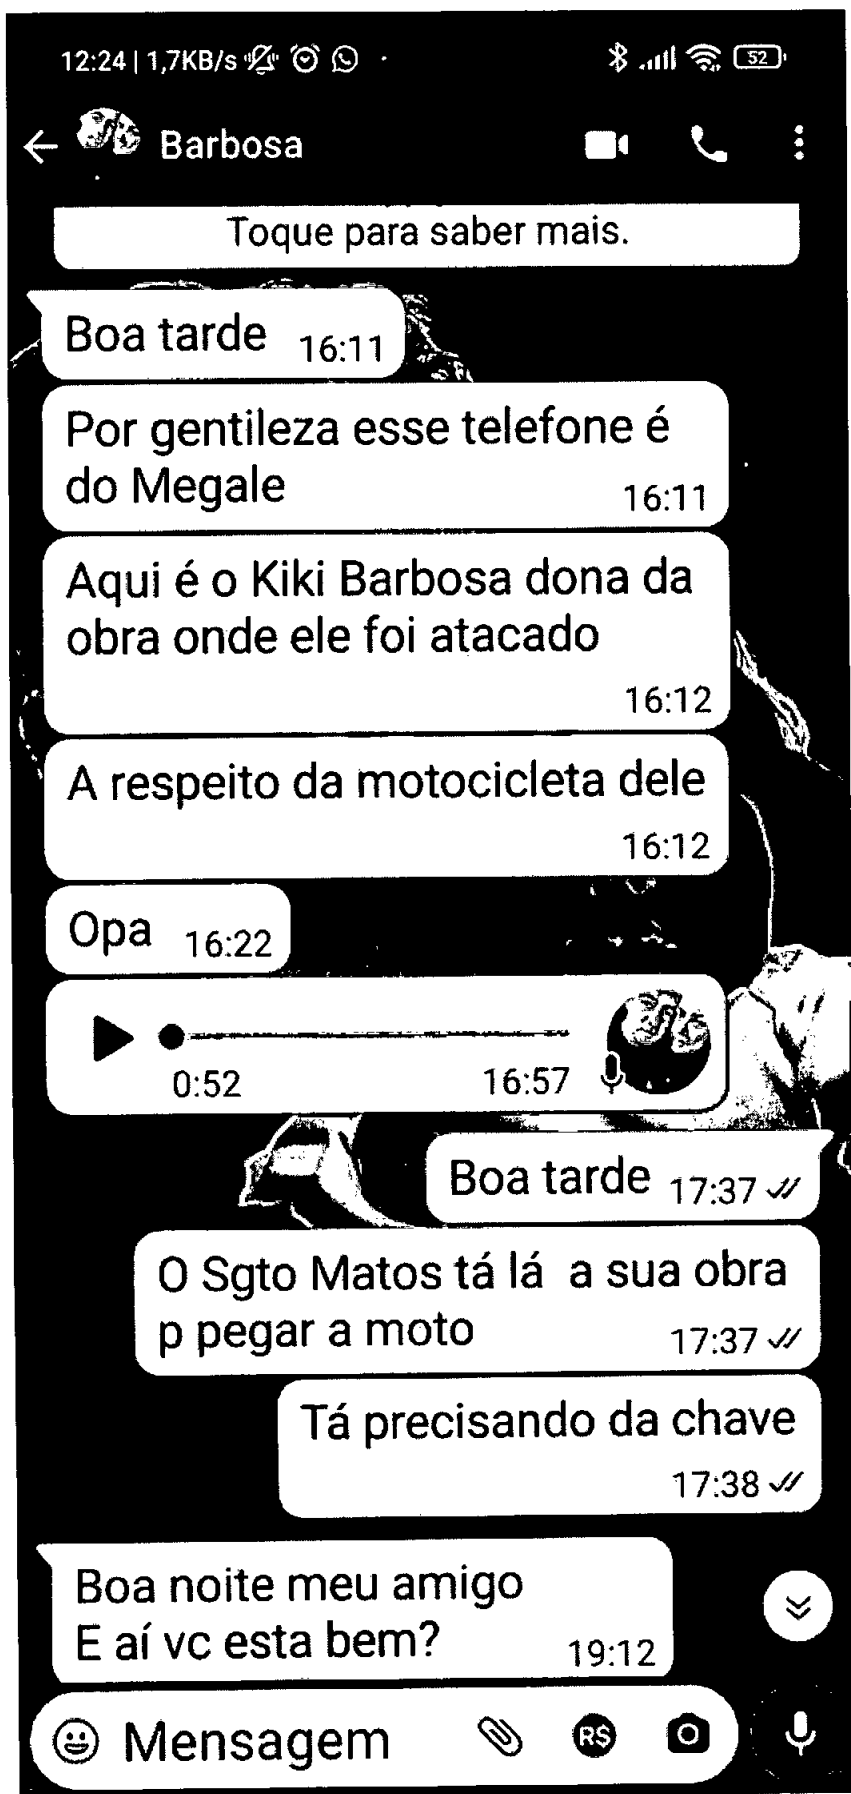 12:24 | 1,7KB/s
52
Barbosa
Toque para saber mais.
Boa tarde 16:11
Por gentileza esse telefone é
do Megale 16:11
Aqui é o Kiki Barbosa dona da
obra onde ele foi atacado
16:12
A respeito da motocicleta dele
16:12
Opa 16:22
0:52 16:57
Boa tarde 17:37
O Sgto Matos tá lá a sua obra
p pegar a moto 17:37
Tá precisando da chave
17:38
Boa noite meu amigo
E aí vc esta bem? 19:12
Mensagem R$